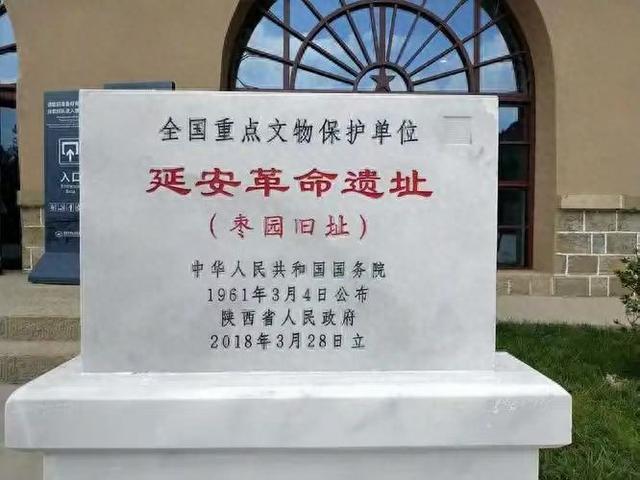 全国重点文物保护单位
延安革命遗址
（枣园旧址）
中华人民共和国国务院
1961年3月4日公布
陕西省人民政府
2018年3月28日立
入口